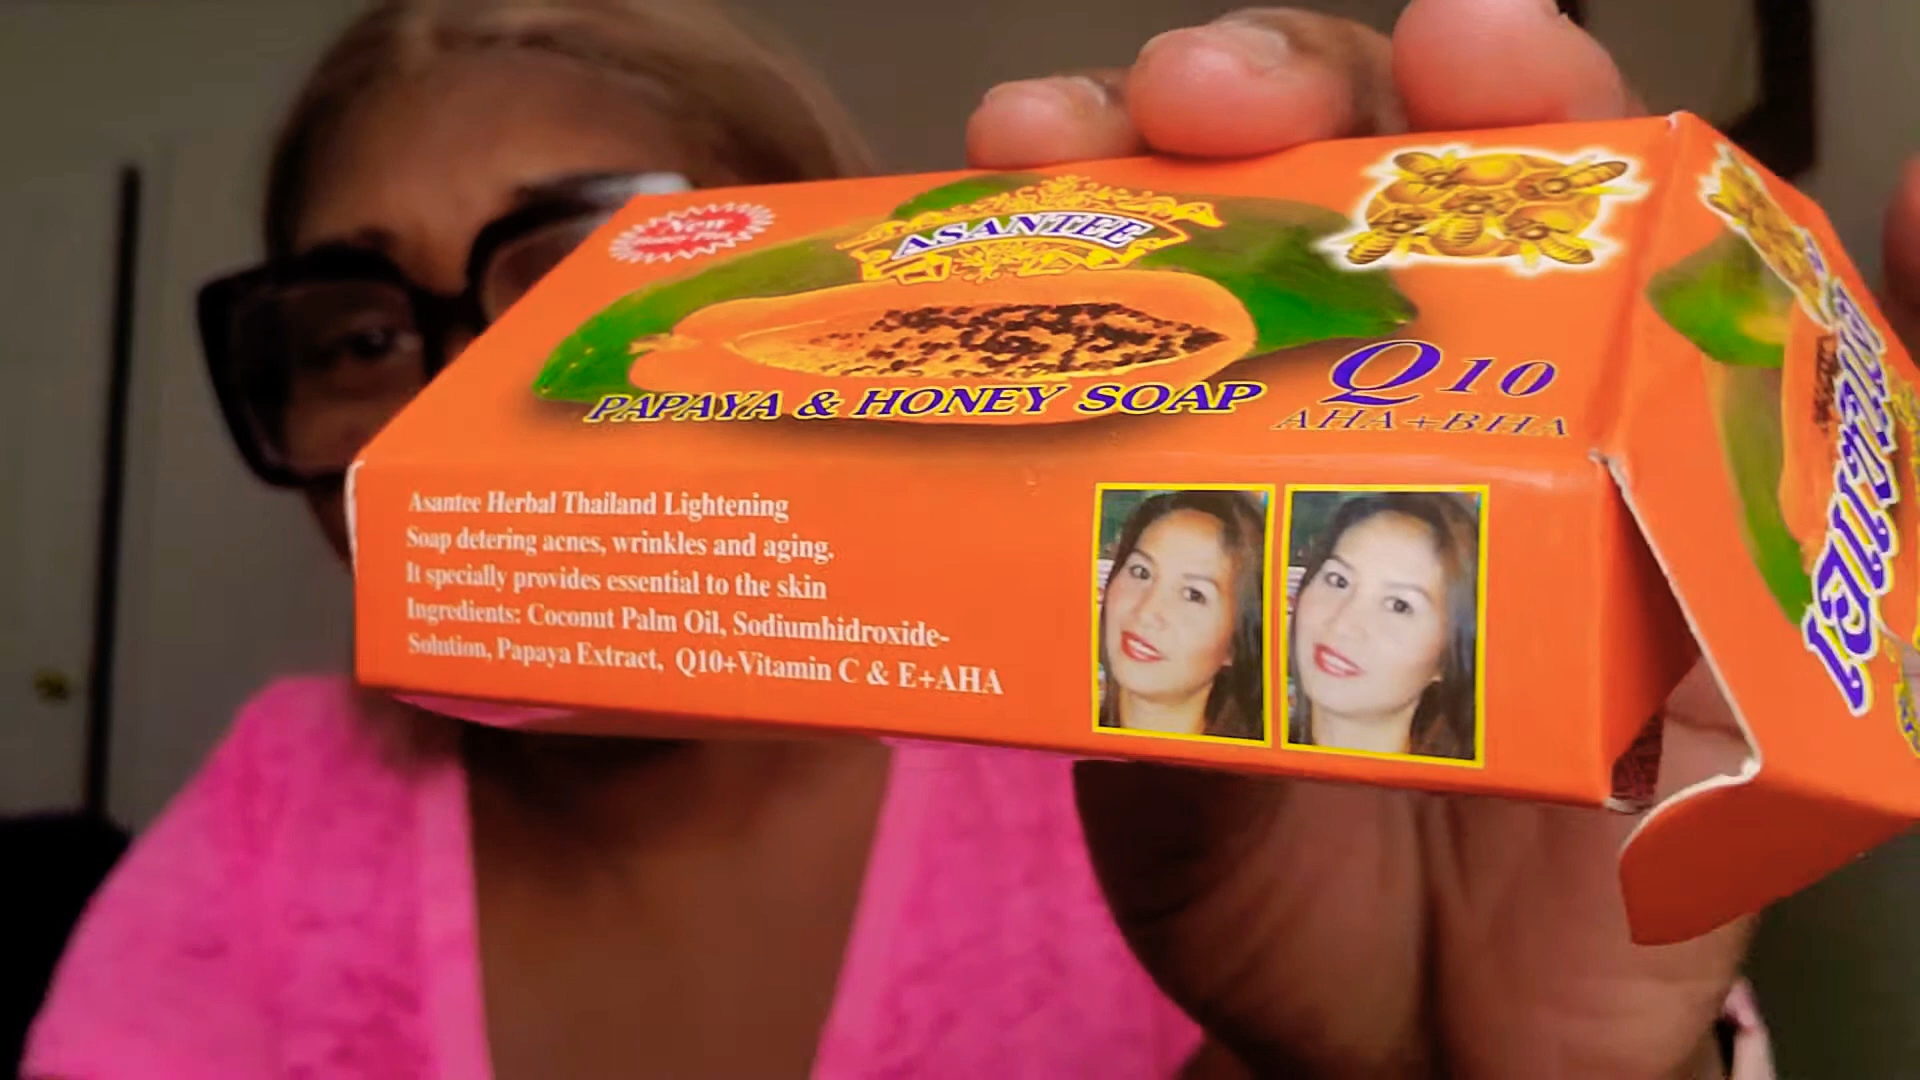 New
ASANTEE
PAPAYA & HONEY SOAP
Q10
AHA+BHA
Asantee Herbal Thailand Lightening
Soap detering acnes, wrinkles and aging.
It specially provides essential to the skin
Ingredients: Coconut Palm Oil, Sodiumhidroxide-
Solution, Papaya Extract, Q10+Vitamin C & E+AHA